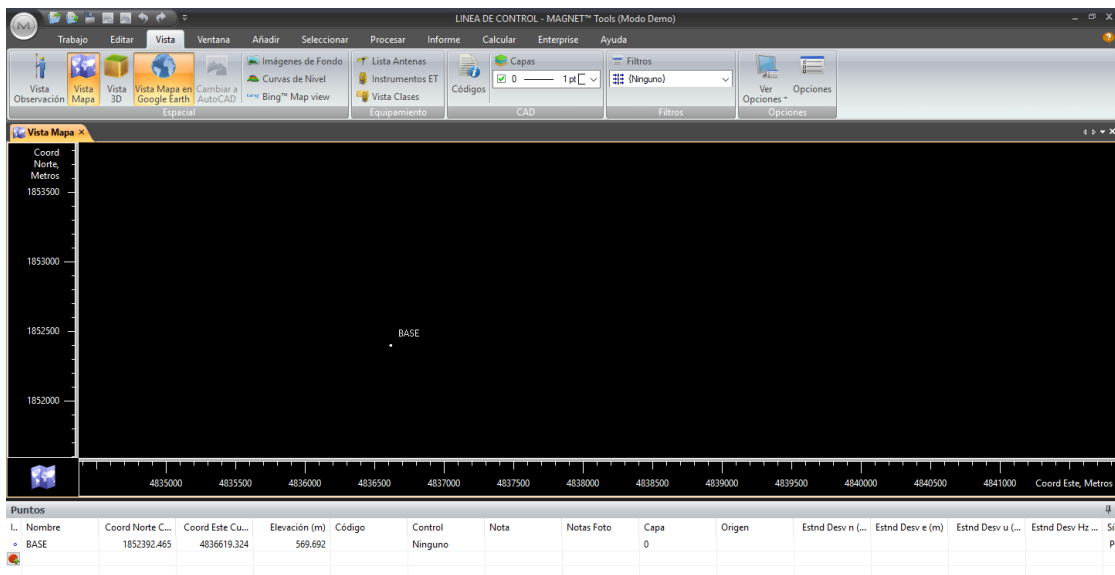 LINEA DE CONTROL - MAGNET™ Tools (Modo Demo)
Trabajo Editar Vista Ventana Añadir Seleccionar Procesar Informe Calcular Enterprise Ayuda
Vista Observación
Vista Mapa
Vista 3D
Vista Mapa en Google Earth
Cambiar a AutoCAD
Imágenes de Fondo
Curvas de Nivel
Bing™ Map view
Espacial
Lista Antenas
Instrumentos ET
Vista Clases
Equipamiento
Códigos
Capas
0 1 pt
CAD
Filtros
(Ninguno)
Filtros
Ver Opciones
Opciones
Opciones
Vista Mapa
Coord
Norte,
Metros
1853500
1853000
1852500
1852000
BASE
4835000 4835500 4836000 4836500 4837000 4837500 4838000 4838500 4839000 4839500 4840000 4840500 4841000 Coord Este, Metros
Puntos
I.. Nombre Coord Norte C... Coord Este Cu... Elevación (m) Código Control Nota Notas Foto Capa Origen Estnd Desv n (... Estnd Desv e (m) Estnd Desv u (... Estnd Desv Hz ... Sí
BASE 1852392.465 4836619.324 569.692 Ninguno 0 P